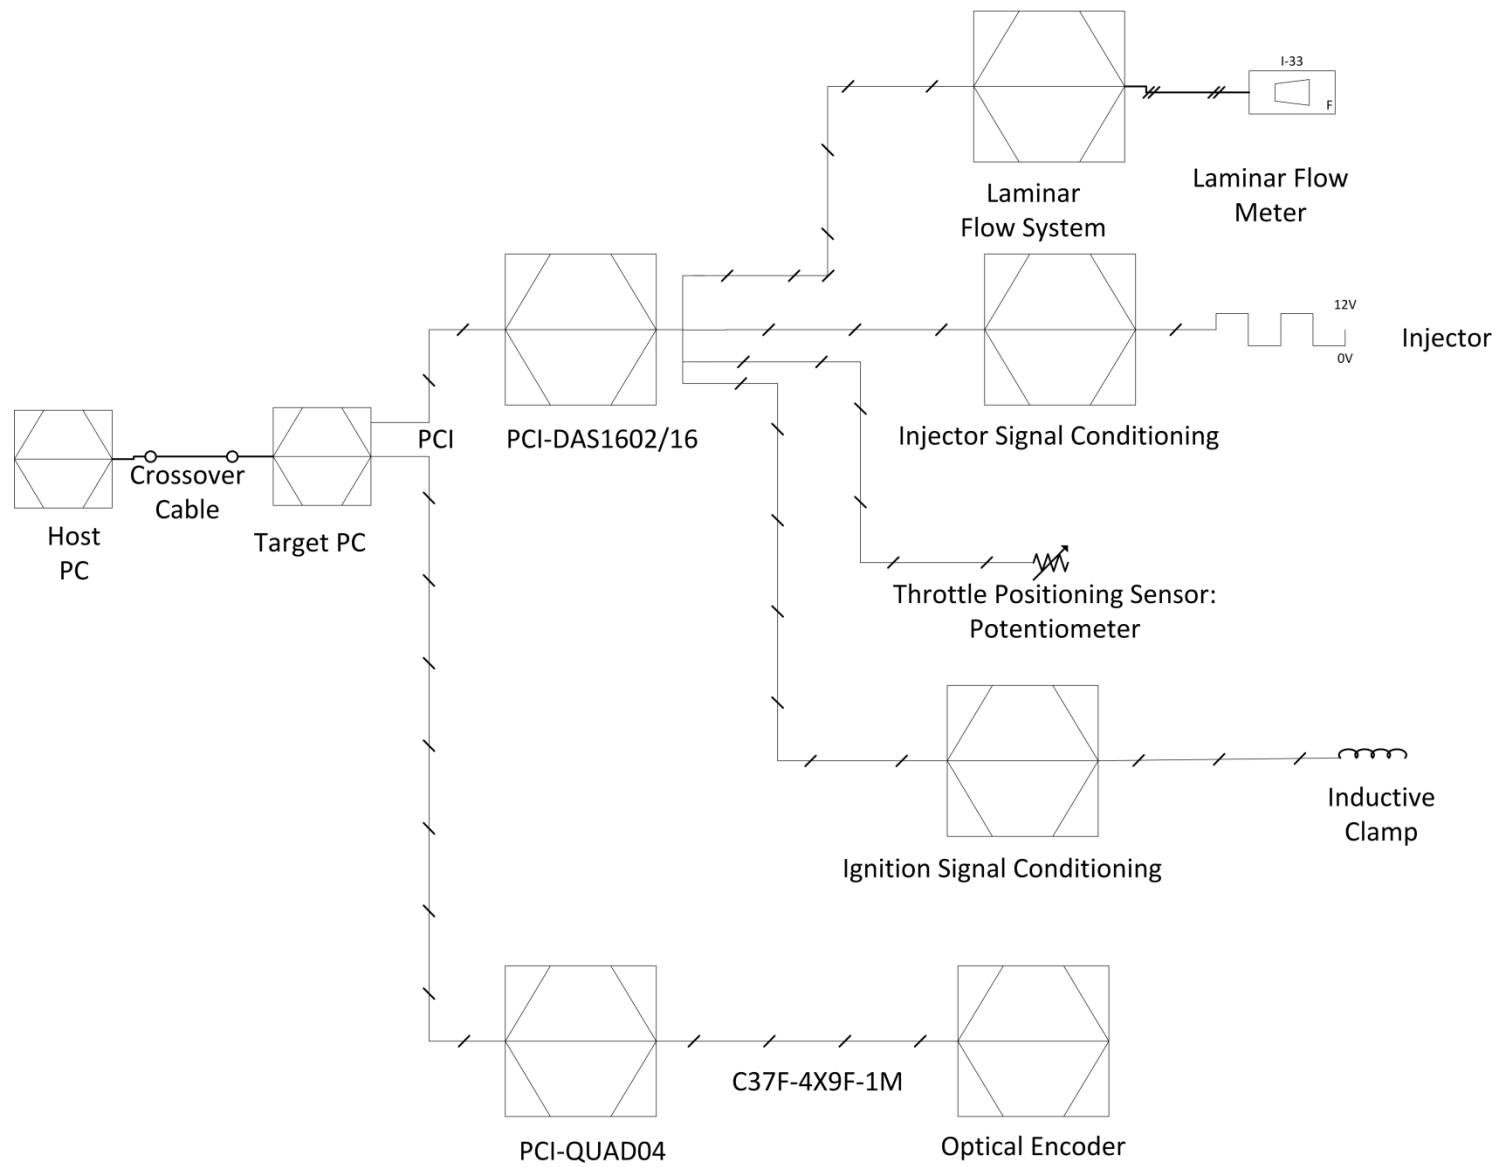 I-33
F
Laminar Flow
Meter
Laminar
Flow System
12V
0V
Injector
PCI
PCI-DAS1602/16
Injector Signal Conditioning
Crossover
Cable
Host
PC
Target PC
Throttle Positioning Sensor:
Potentiometer
Inductive
Clamp
Ignition Signal Conditioning
C37F-4X9F-1M
PCI-QUAD04
Optical Encoder